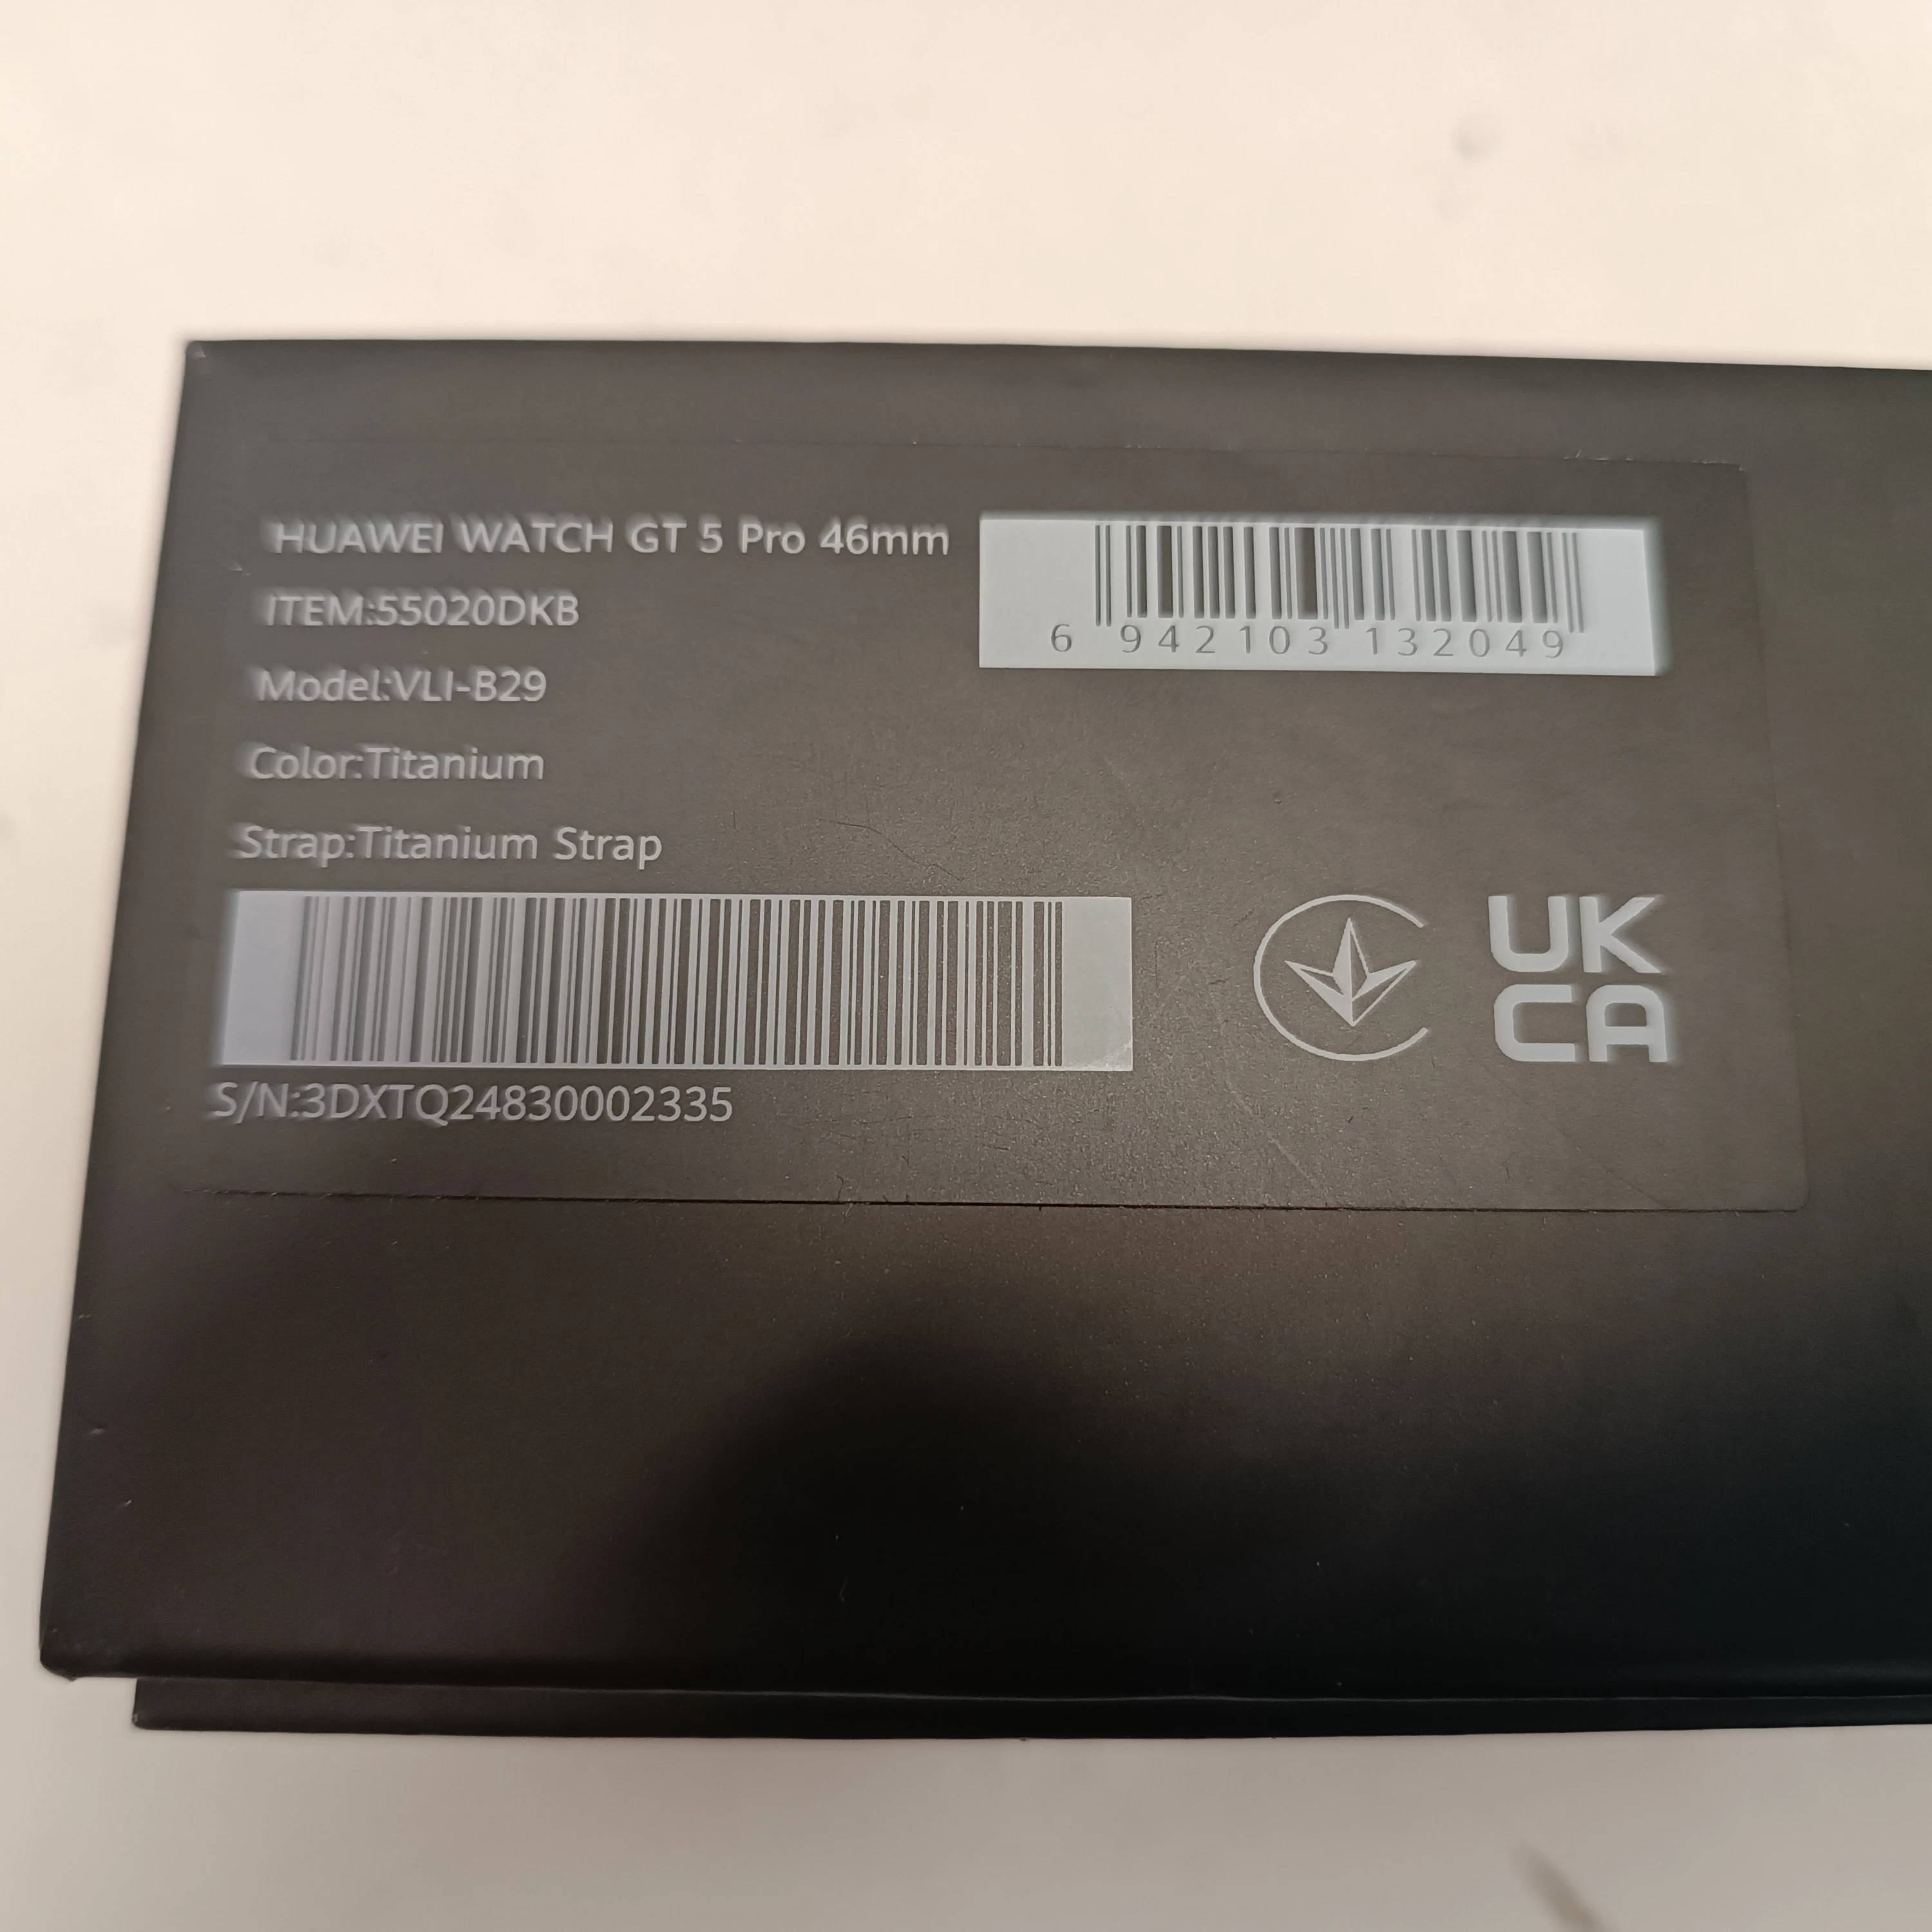 HUAWEI WATCH GT 5 Pro 46mm
ITEM:55020DKB
Model:VLI-B29
Color:Titanium
Strap:Titanium Strap
S/N:3DXTQ24830002335
6 942103 132049
UK
CA